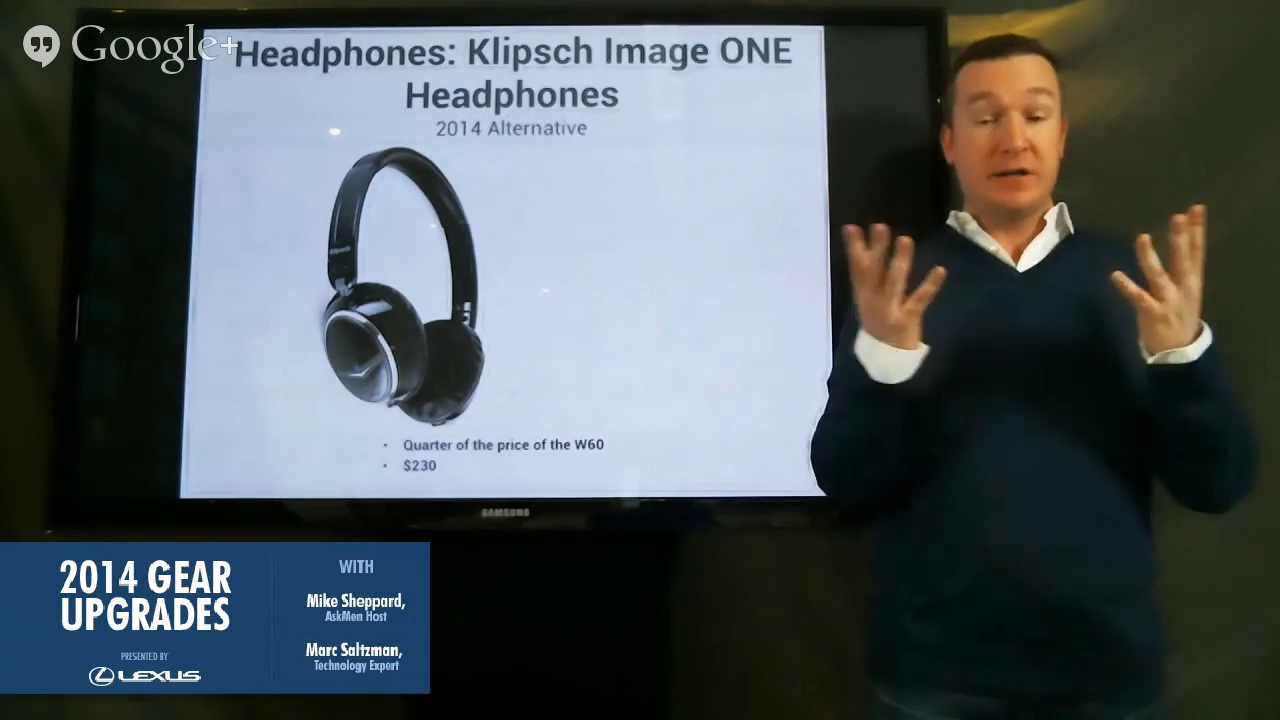 Google+
Headphones: Klipsch Image ONE
Headphones
2014 Alternative
• Quarter of the price of the W60
• $230
SAMSUNG
2014 GEAR
UPGRADES
PRESENTED BY
LEXUS
WITH
Mike Sheppard,
AskMen Host
Marc Saltzman,
Technology Expert